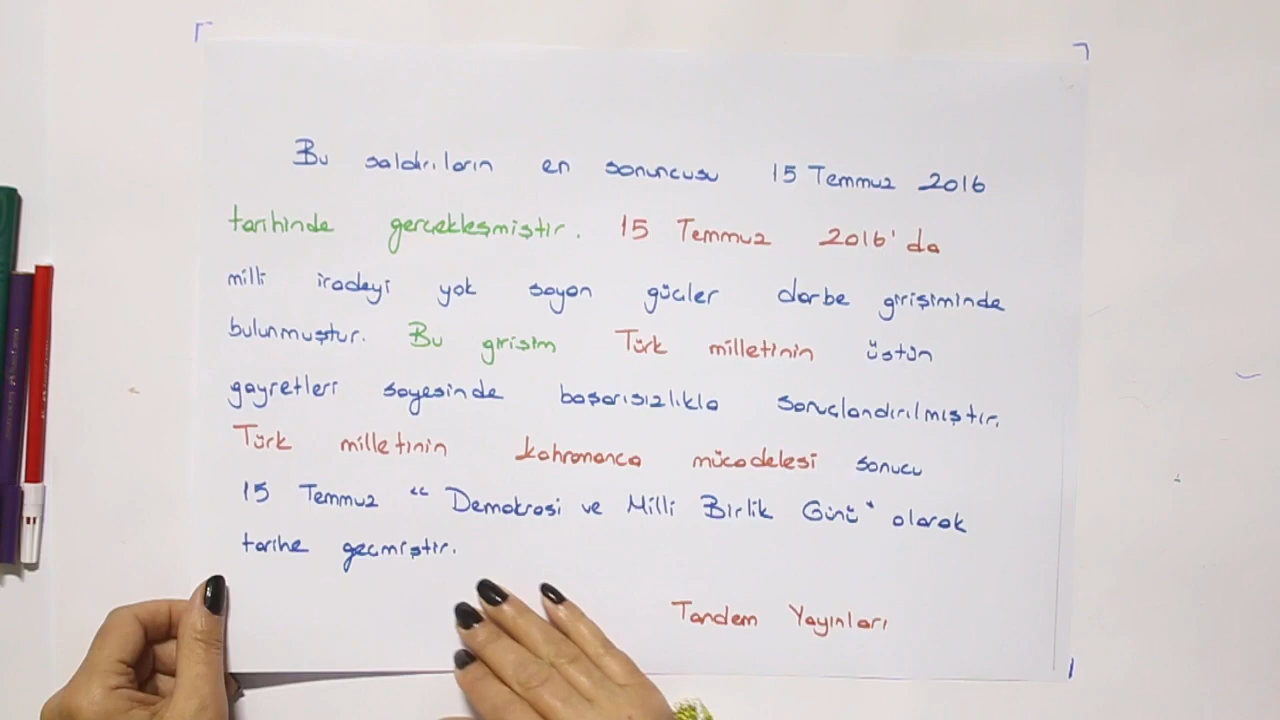 Bu saldırıların en sonuncusu 15 Temmuz 2016
tarihinde gerçekleşmiştir. 15 Temmuz 2016'da
milli iradeyi yok sayan güçler darbe girişiminde
bulunmuştur. Bu girişim Türk milletinin üstün
gayretleri sayesinde başarısızlıkla sonuçlandırılmıştır.
Türk milletinin kahramanca mücadelesi sonucu
15 Temmuz "Demokrasi ve Milli Birlik Günü" olarak
tarihe geçmiştir.
Tandem Yayınları